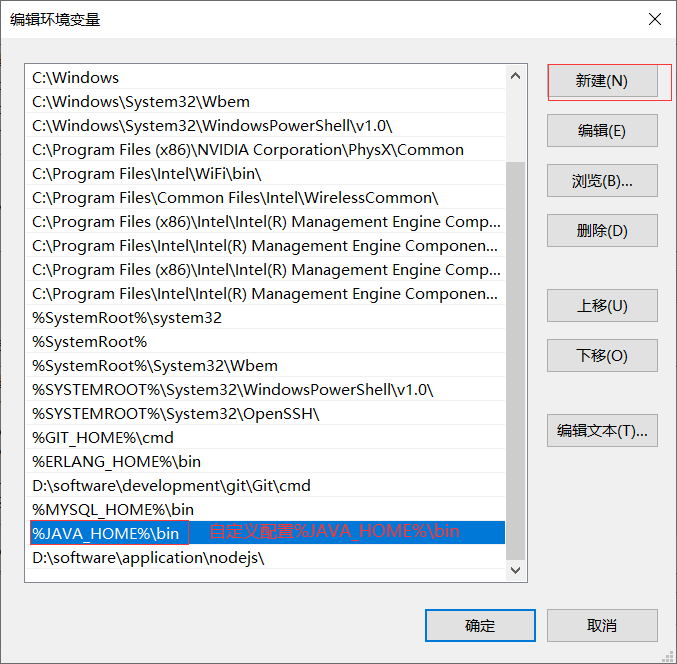 编辑环境变量
C:\Windows
C:\Windows\System32\Wbem
C:\Windows\System32\WindowsPowerShell\v1.0\
C:\Program Files (x86)\NVIDIA Corporation\PhysX\Common
C:\Program Files\Intel\WiFi\bin\
C:\Program Files\Common Files\Intel\WirelessCommon\
C:\Program Files (x86)\Intel\Intel(R) Management Engine Comp...
C:\Program Files\Intel\Intel(R) Management Engine Componen...
C:\Program Files (x86)\Intel\Intel(R) Management Engine Comp...
C:\Program Files\Intel\Intel(R) Management Engine Componen...
%SystemRoot%\system32
%SystemRoot%
%SystemRoot%\System32\Wbem
%SYSTEMROOT%\System32\WindowsPowerShell\v1.0\
%SYSTEMROOT%\System32\OpenSSH\
%GIT_HOME%\cmd
%ERLANG_HOME%\bin
D:\software\development\git\Git\cmd
%MYSQL_HOME%\bin
%JAVA_HOME%\bin 自定义配置%JAVA_HOME%\bin
D:\software\application\nodejs\
新建(N)
编辑(E)
浏览(B)...
删除(D)
上移(U)
下移(O)
编辑文本(T)...
确定
取消